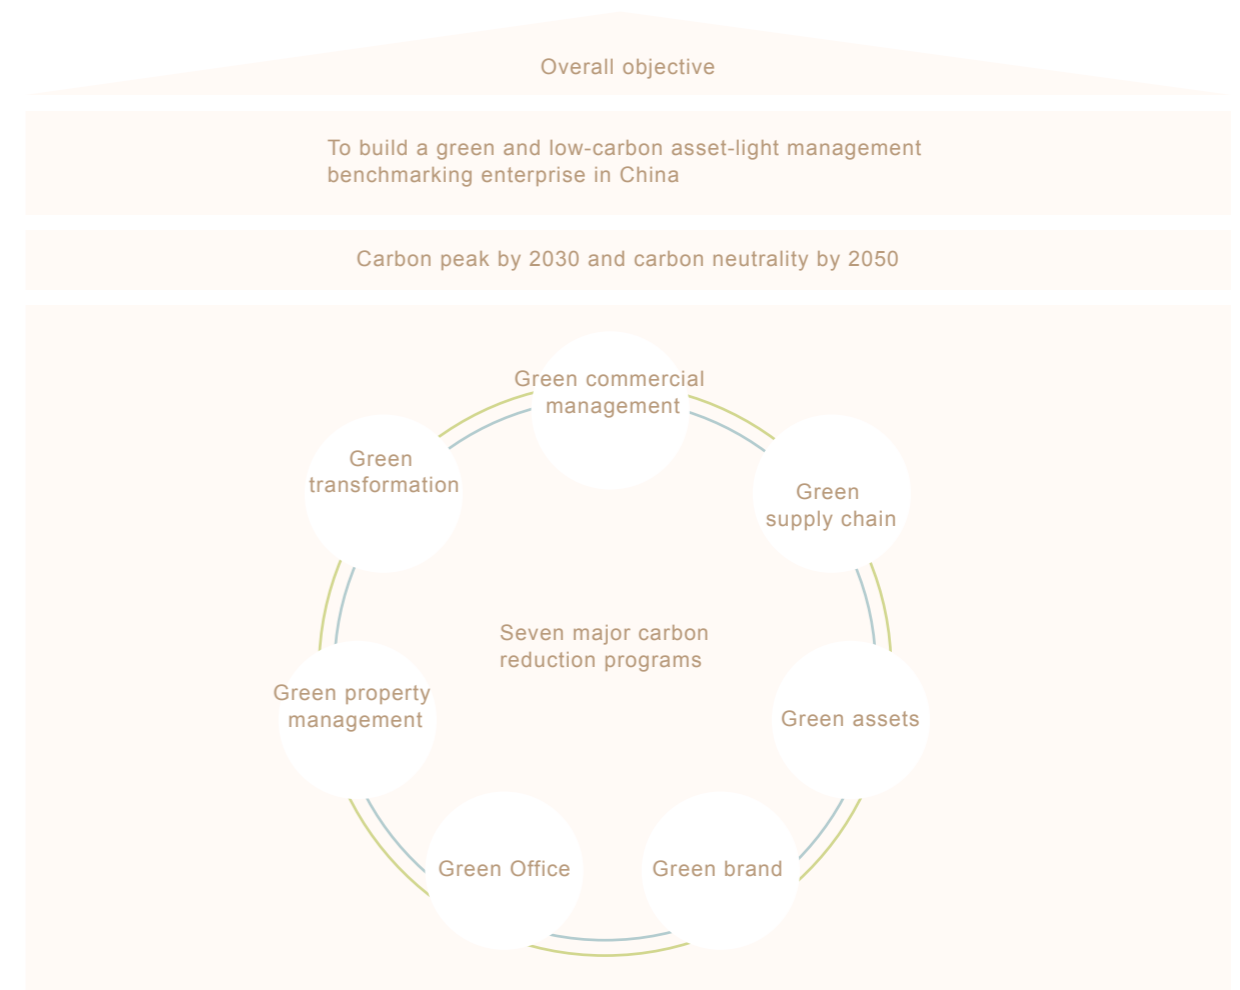 Overall objective
To build a green and low-carbon asset-light management
benchmarking enterprise in China
Carbon peak by 2030 and carbon neutrality by 2050
Green commercial
management
Green
transformation
Green
supply chain
Seven major carbon
reduction programs
Green property
management
Green assets
Green Office
Green brand